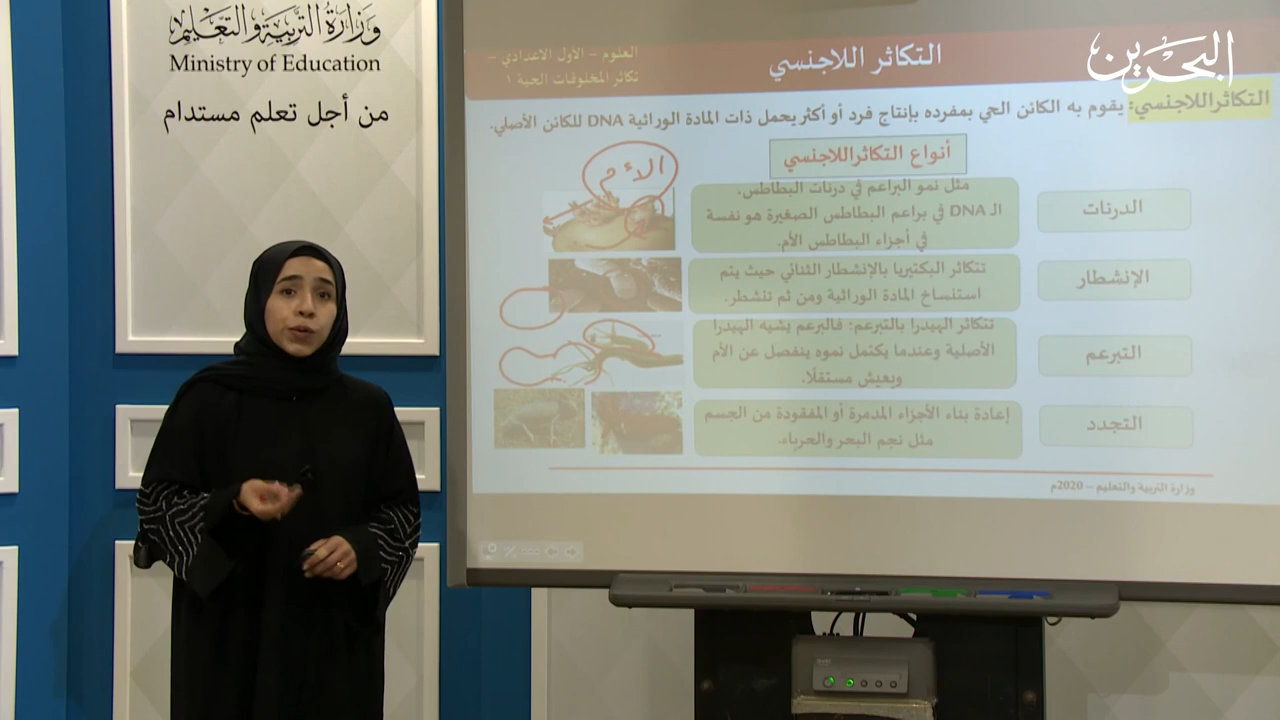 وزارة التربية والتعليم
Ministry of Education
من أجل تعلم مستدام
البحرين
العلوم – الاول الاعدادي –
تكاثر المخلوقات الحية ١
التكاثر اللاجنسي
التكاثراللاجنسي: يقوم به الكائن الحي بمفرده بإنتاج فرد أو أكثريحمل ذات المادة الوراثية DNA للكائن الأصلي.
أنواع التكاثراللاجنسي
الأم
الدرنات
مثل نمو البراعم في درنات البطاطس.
الـ DNA في براعم البطاطس الصغيرة هو نفسة
في أجزاء البطاطس الأم.
الإنشطار
تتكاثر البكتيريا بالإنشطار الثنائي حيث يتم
استنساخ المادة الوراثية ومن ثم تنشطر.
التبرعم
تتكاثر الهيدرا بالتبرعم: فالبرعم يشبه الهيدرا
الأصلية وعندما يكتمل نموه ينفصل عن الأم
ويعيش مستقلًا.
التجدد
إعادة بناء الأجزاء المدمرة أو المفقودة من الجسم
مثل نجم البحر والحرباء.
وزارة التربية والتعليم – 2020م